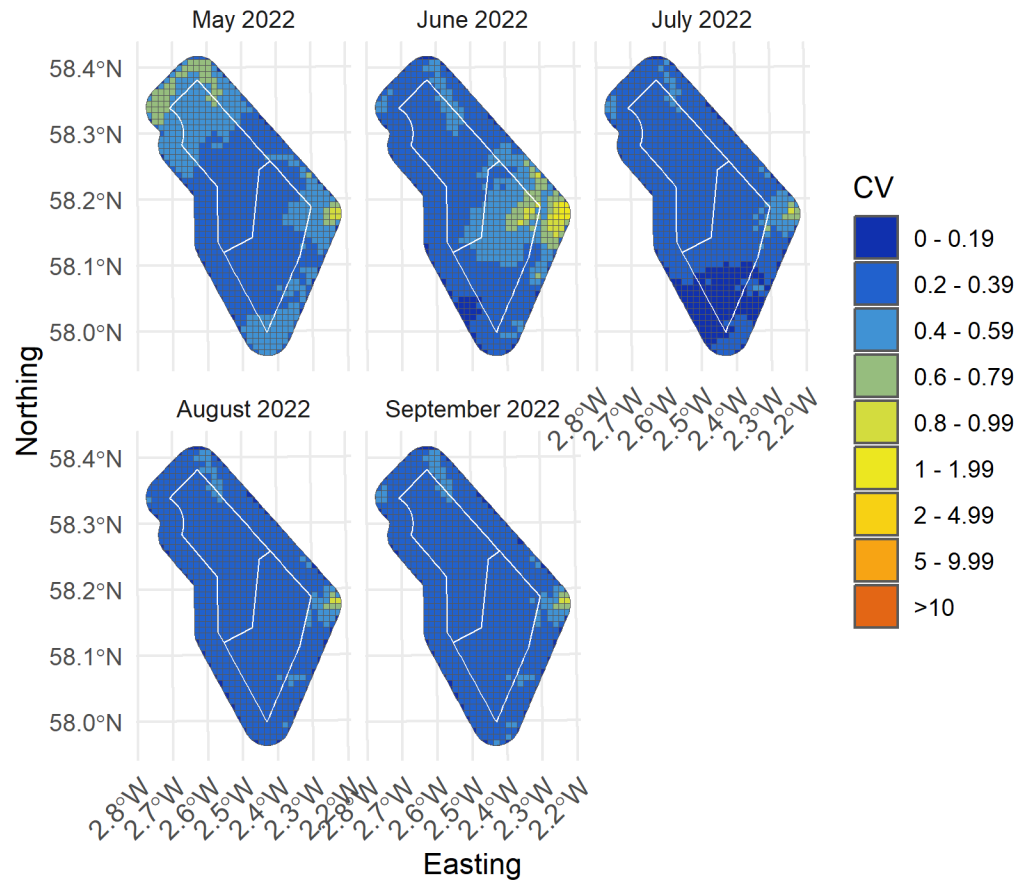 May 2022
June 2022
July 2022
58.4°N
58.3°N
58.2°N
58.1°N
58.0°N
2.8°W
2.7°W
2.6°W
2.5°W
2.4°W
2.3°W
2.2°W
August 2022
September 2022
58.4°N
58.3°N
58.2°N
58.1°N
58.0°N
2.8°W
2.7°W
2.6°W
2.5°W
2.4°W
2.3°W
2.2°W
2.8°W
2.7°W
2.6°W
2.5°W
2.4°W
2.3°W
2.2°W
Northing
Easting
CV
0 - 0.19
0.2 - 0.39
0.4 - 0.59
0.6 - 0.79
0.8 - 0.99
1 - 1.99
2 - 4.99
5 - 9.99
>10